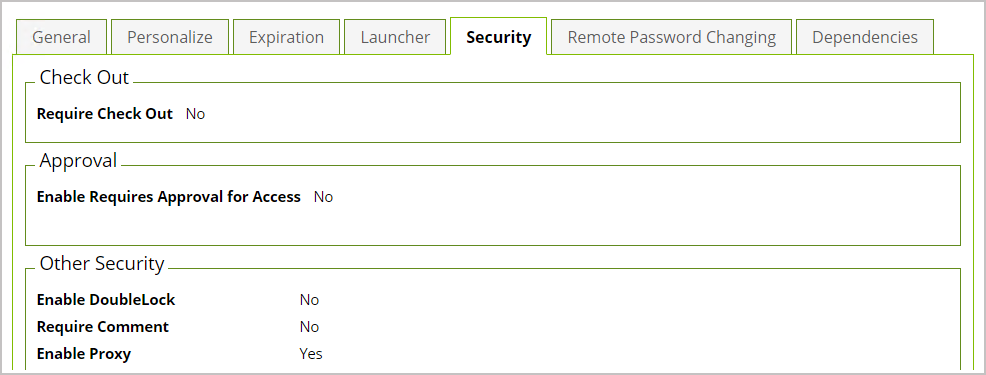 General Personalize Expiration Launcher Security Remote Password Changing Dependencies
Check Out
Require Check Out No
Approval
Enable Requires Approval for Access No
Other Security
Enable DoubleLock No
Require Comment No
Enable Proxy Yes